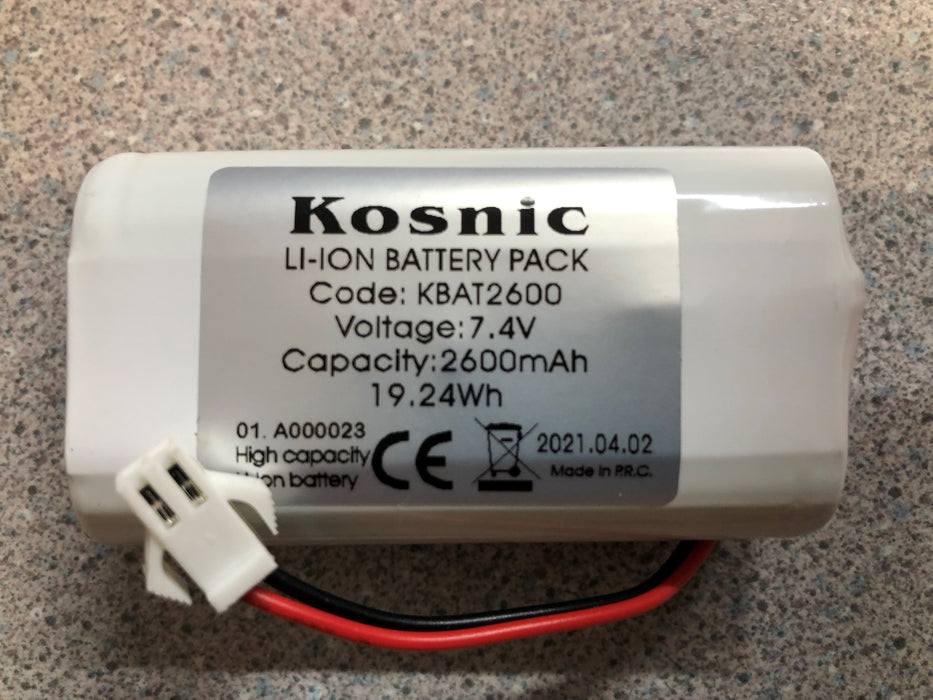 Kosnic
LI-ION BATTERY PACK
Code: KBAT2600
Voltage:7.4V
Capacity:2600mAh
19.24Wh
01. A000023
High capacity
battery
CE
2021.04.02
Made in P.R.C.